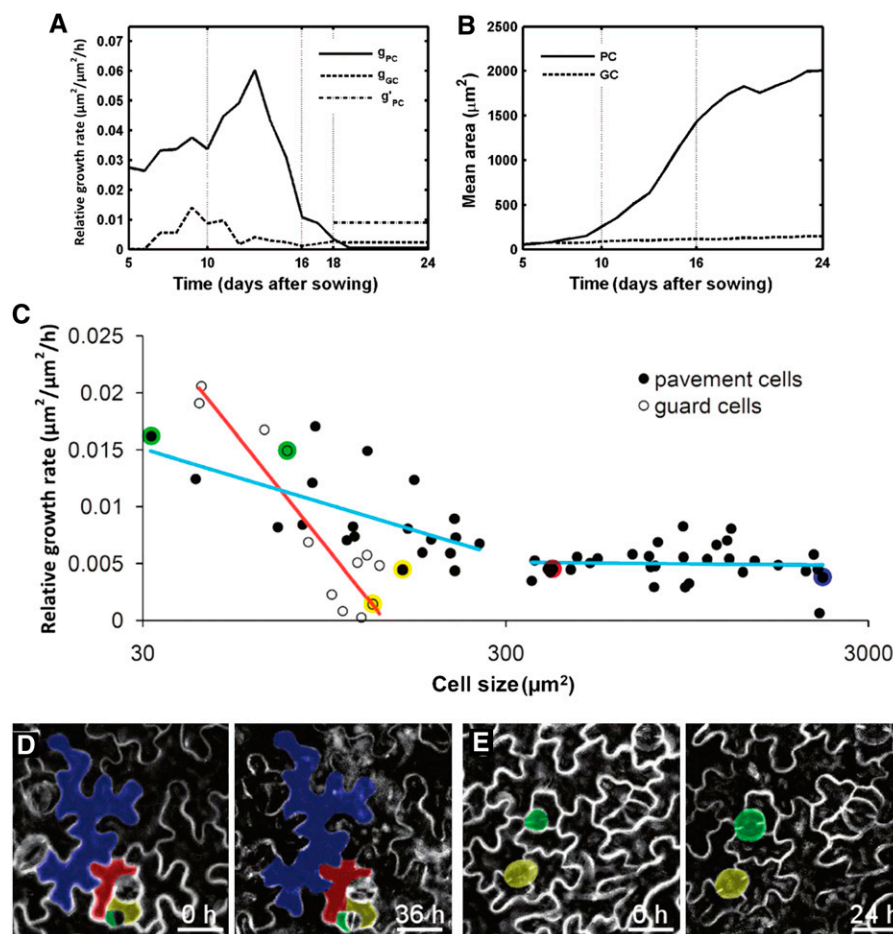 A
Relative growth rate (µm²/µm²/h)
0.07
0.06
0.05
0.04
0.03
0.02
0.01
0
5
10
16
18
24
Time (days after sowing)
gPC
gGC
g'PC
B
Mean area (µm²)
2500
2000
1500
1000
500
0
5
10
16
24
Time (days after sowing)
PC
GC
C
Relative growth rate (µm²/µm²/h)
0.025
0.02
0.015
0.01
0.005
0
30
300
3000
Cell size (µm²)
pavement cells
guard cells
D
0 h
36 h
E
0 h
24 h